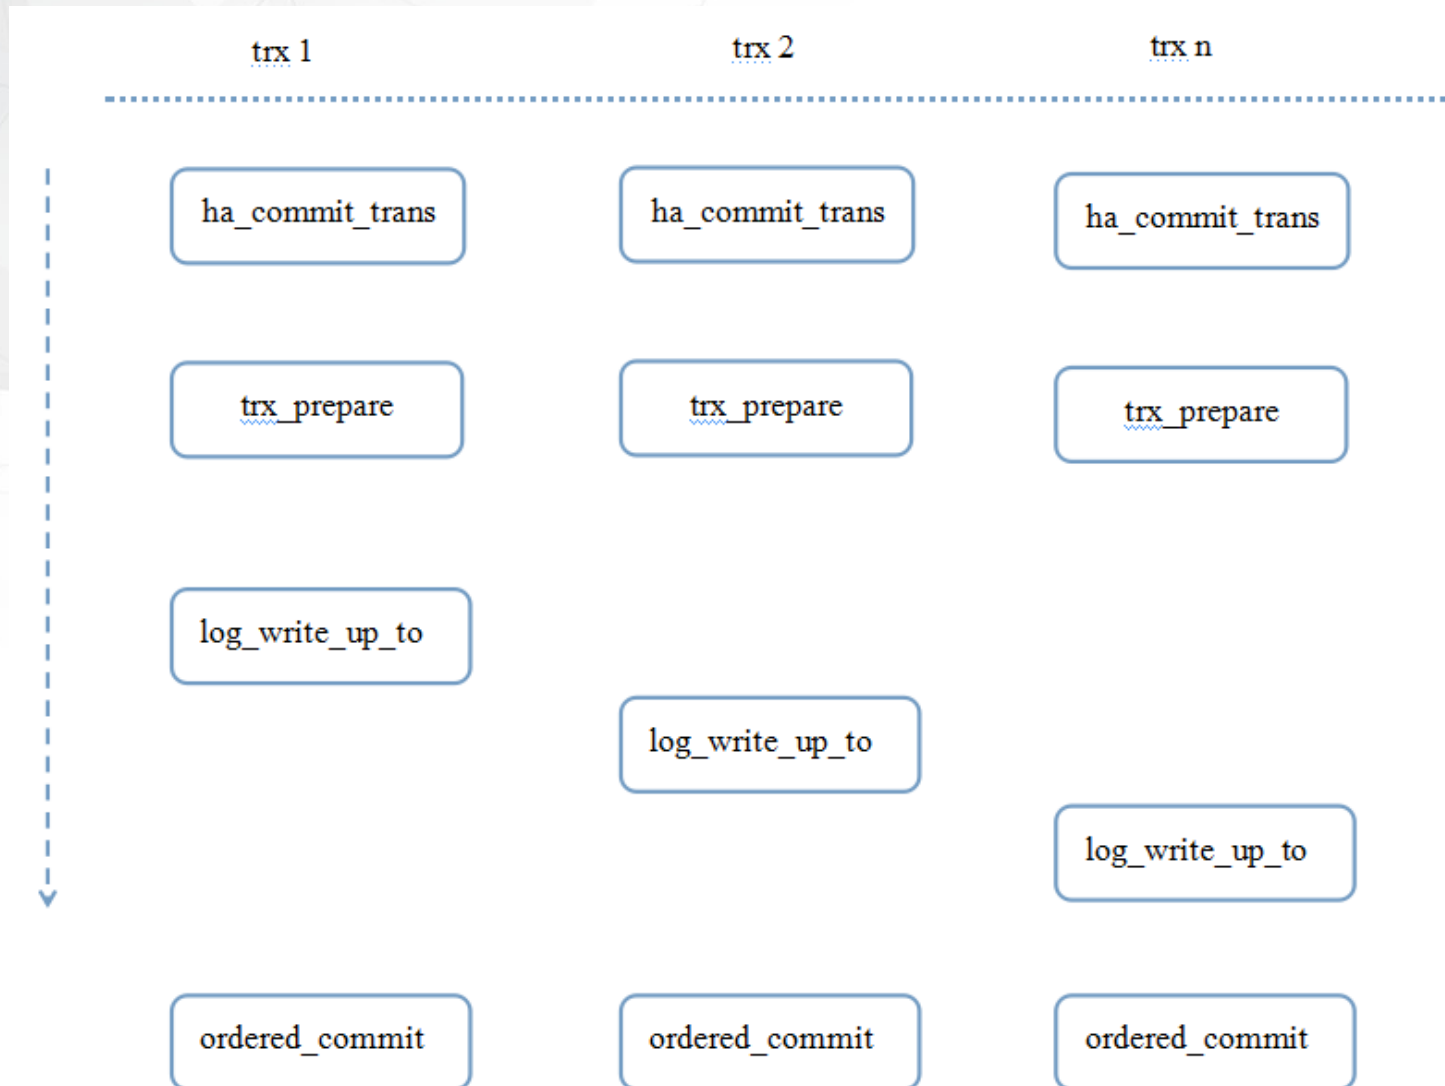 trx 1
trx 2
trx n
ha_commit_trans
ha_commit_trans
ha_commit_trans
trx_prepare
trx_prepare
trx_prepare
log_write_up_to
log_write_up_to
log_write_up_to
ordered_commit
ordered_commit
ordered_commit